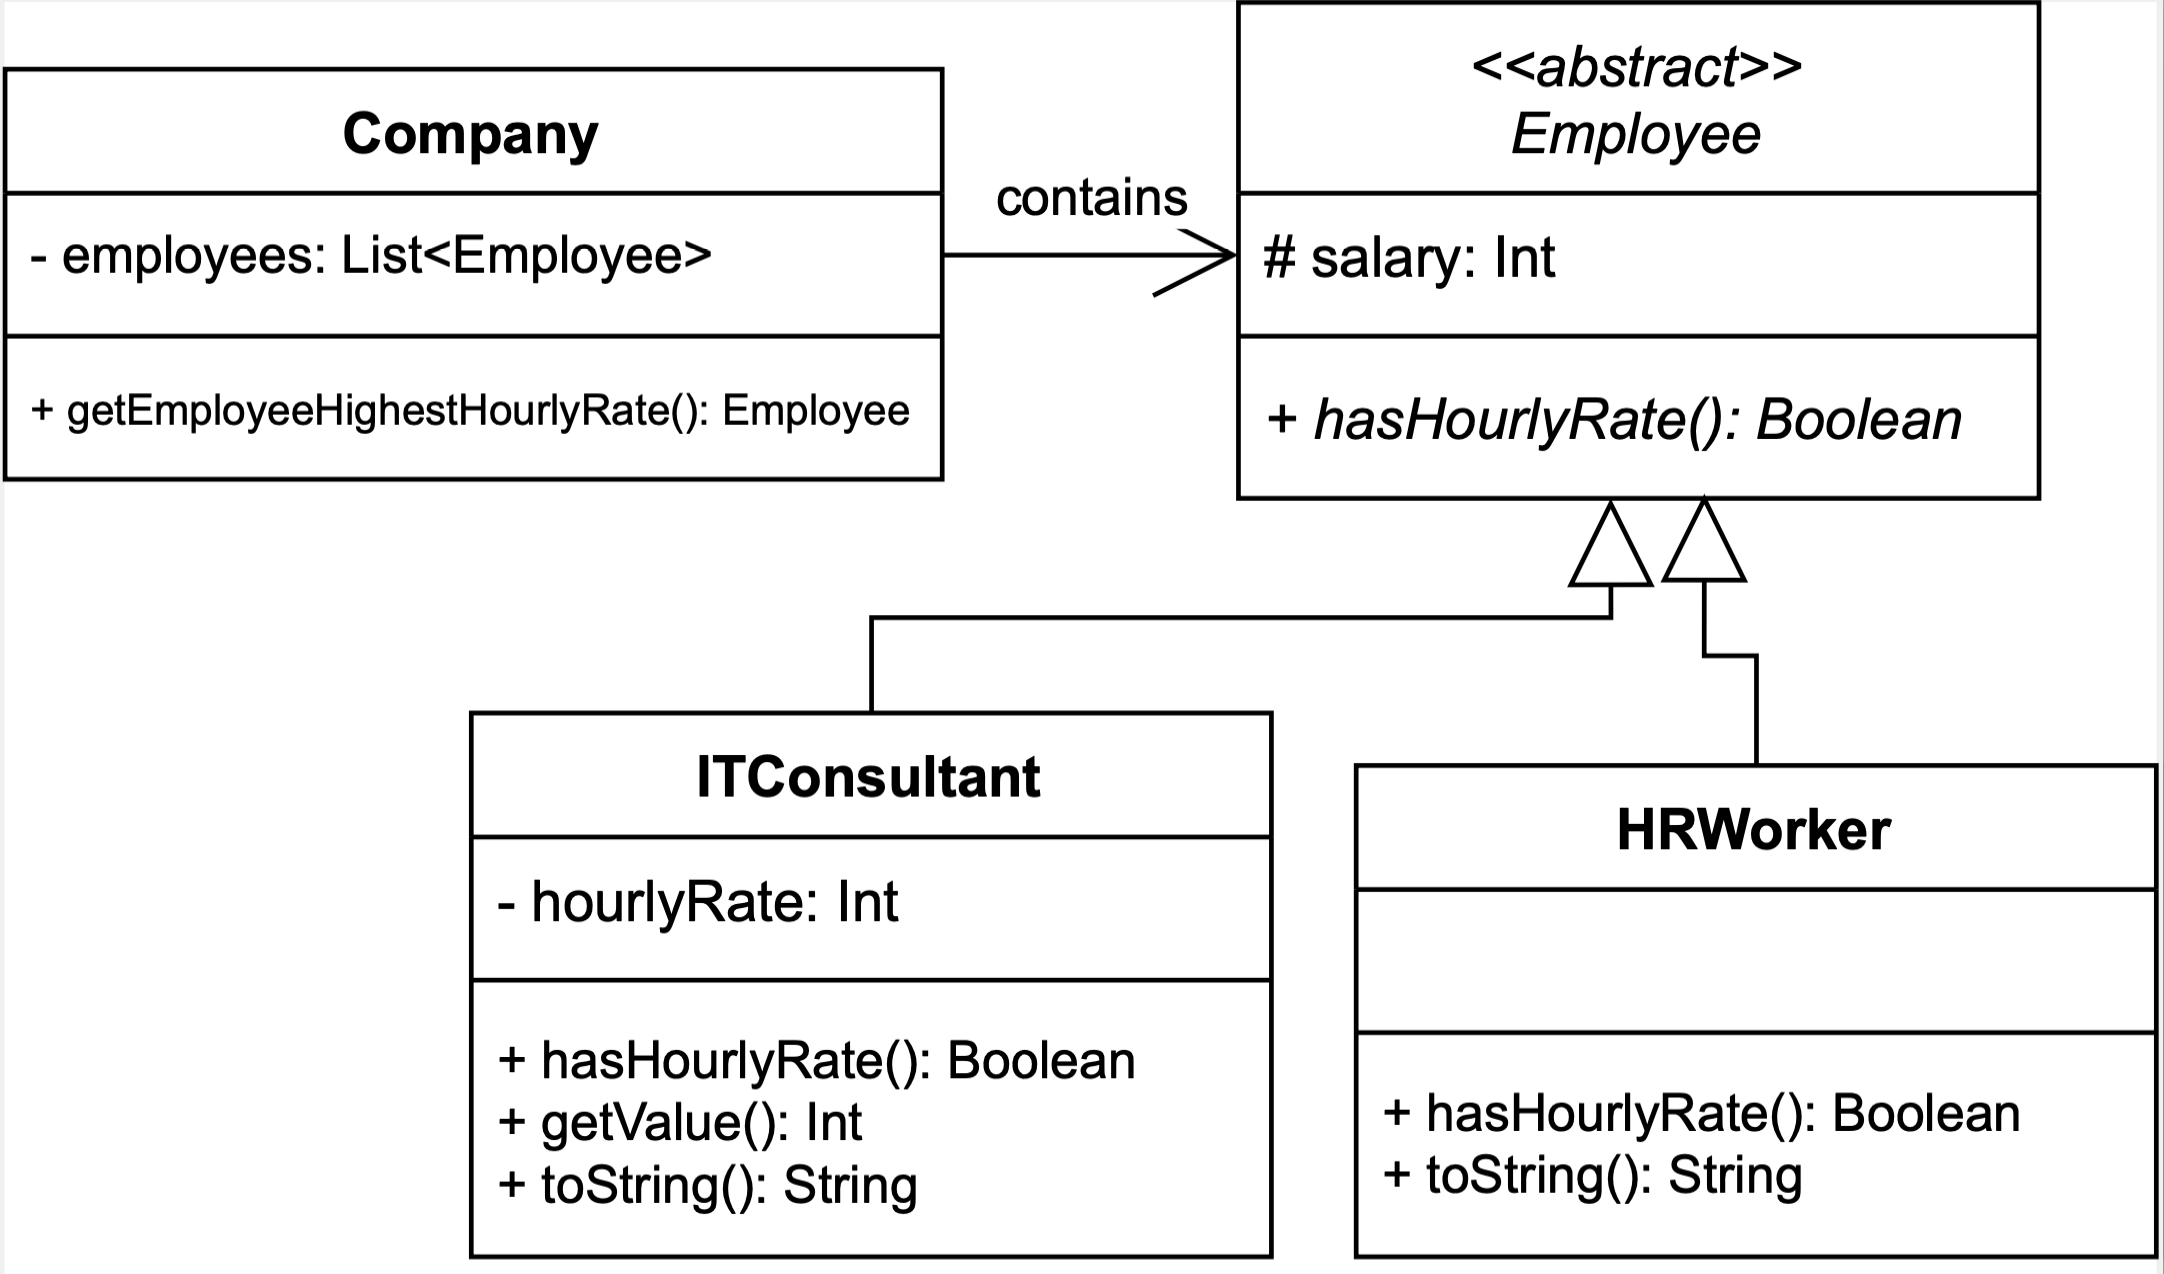 Company
- employees: List<Employee>
+ getEmployeeHighestHourlyRate(): Employee
contains
<<abstract>>
Employee
# salary: Int
+ hasHourlyRate(): Boolean
ITConsultant
- hourlyRate: Int
+ hasHourlyRate(): Boolean
+ getValue(): Int
+ toString(): String
HRWorker
+ hasHourlyRate(): Boolean
+ toString(): String